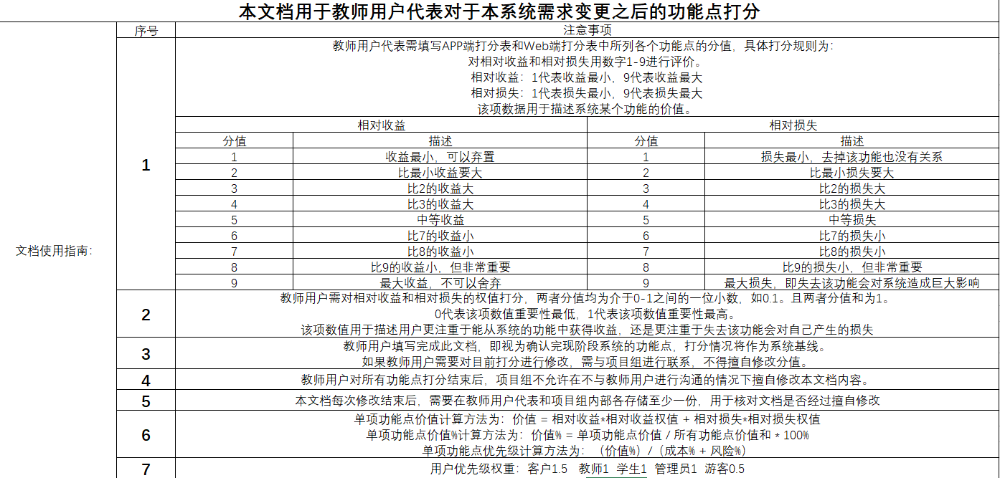 本文档用于教师用户代表对于本系统需求变更之后的功能点打分
文档使用指南：
序号 注意事项
1
教师用户代表需填写APP端打分表和Web端打分表中所列各个功能点的分值，具体打分规则为：
对相对收益和相对损失用数字1-9进行评价。
相对收益：1代表收益最小，9代表收益最大
相对损失：1代表损失最小，9代表损失最大
该项数据用于描述系统某个功能的价值。
相对收益 相对损失
分值 描述 分值 描述
1 收益最小，可以弃置 1 损失最小，去掉该功能也没有关系
2 比最小收益要大 2 比最小损失要大
3 比2的收益大 3 比2的损失大
4 比3的收益大 4 比3的损失大
5 中等收益 5 中等损失
6 比7的收益小 6 比7的损失小
7 比8的收益小 7 比8的损失小
8 比9的收益小，但非常重要 8 比9的损失小，但非常重要
9 最大收益，不可以舍弃 9 最大损失，即失去该功能会对系统造成巨大影响
2
教师用户需对相对收益和相对损失的权值打分，两者分值均为介于0-1之间的一位小数，如0.1。且两者分值和为1。
0代表该项数值重要性最低，1代表该项数值重要性最高。
该项数值用于描述用户更注重于能从系统的功能中获得收益，还是更注重于失去该功能会对自己产生的损失
3
教师用户填写完成此文档，即视为确认完现阶段系统的功能点，打分情况将作为系统基线。
如果教师用户需要对目前打分进行修改，需与项目组进行联系，不得擅自修改分值。
4 教师用户对所有功能点打分结束后，项目组不允许在不与教师用户进行沟通的情况下擅自修改本文档内容。
5 本文档每次修改结束后，需要在教师用户代表和项目组内部各存储至少一份，用于核对文档是否经过擅自修改
6
单项功能点价值计算方法为：价值 = 相对收益*相对收益权值 + 相对损失*相对损失权值
单项功能点价值%计算方法为：价值% = 单项功能点价值 / 所有功能点价值和 * 100%
单项功能点优先级计算方法为：（价值%）/（成本% + 风险%）
7 用户优先级权重：客户1.5 教师1 学生1 管理员1 游客0.5